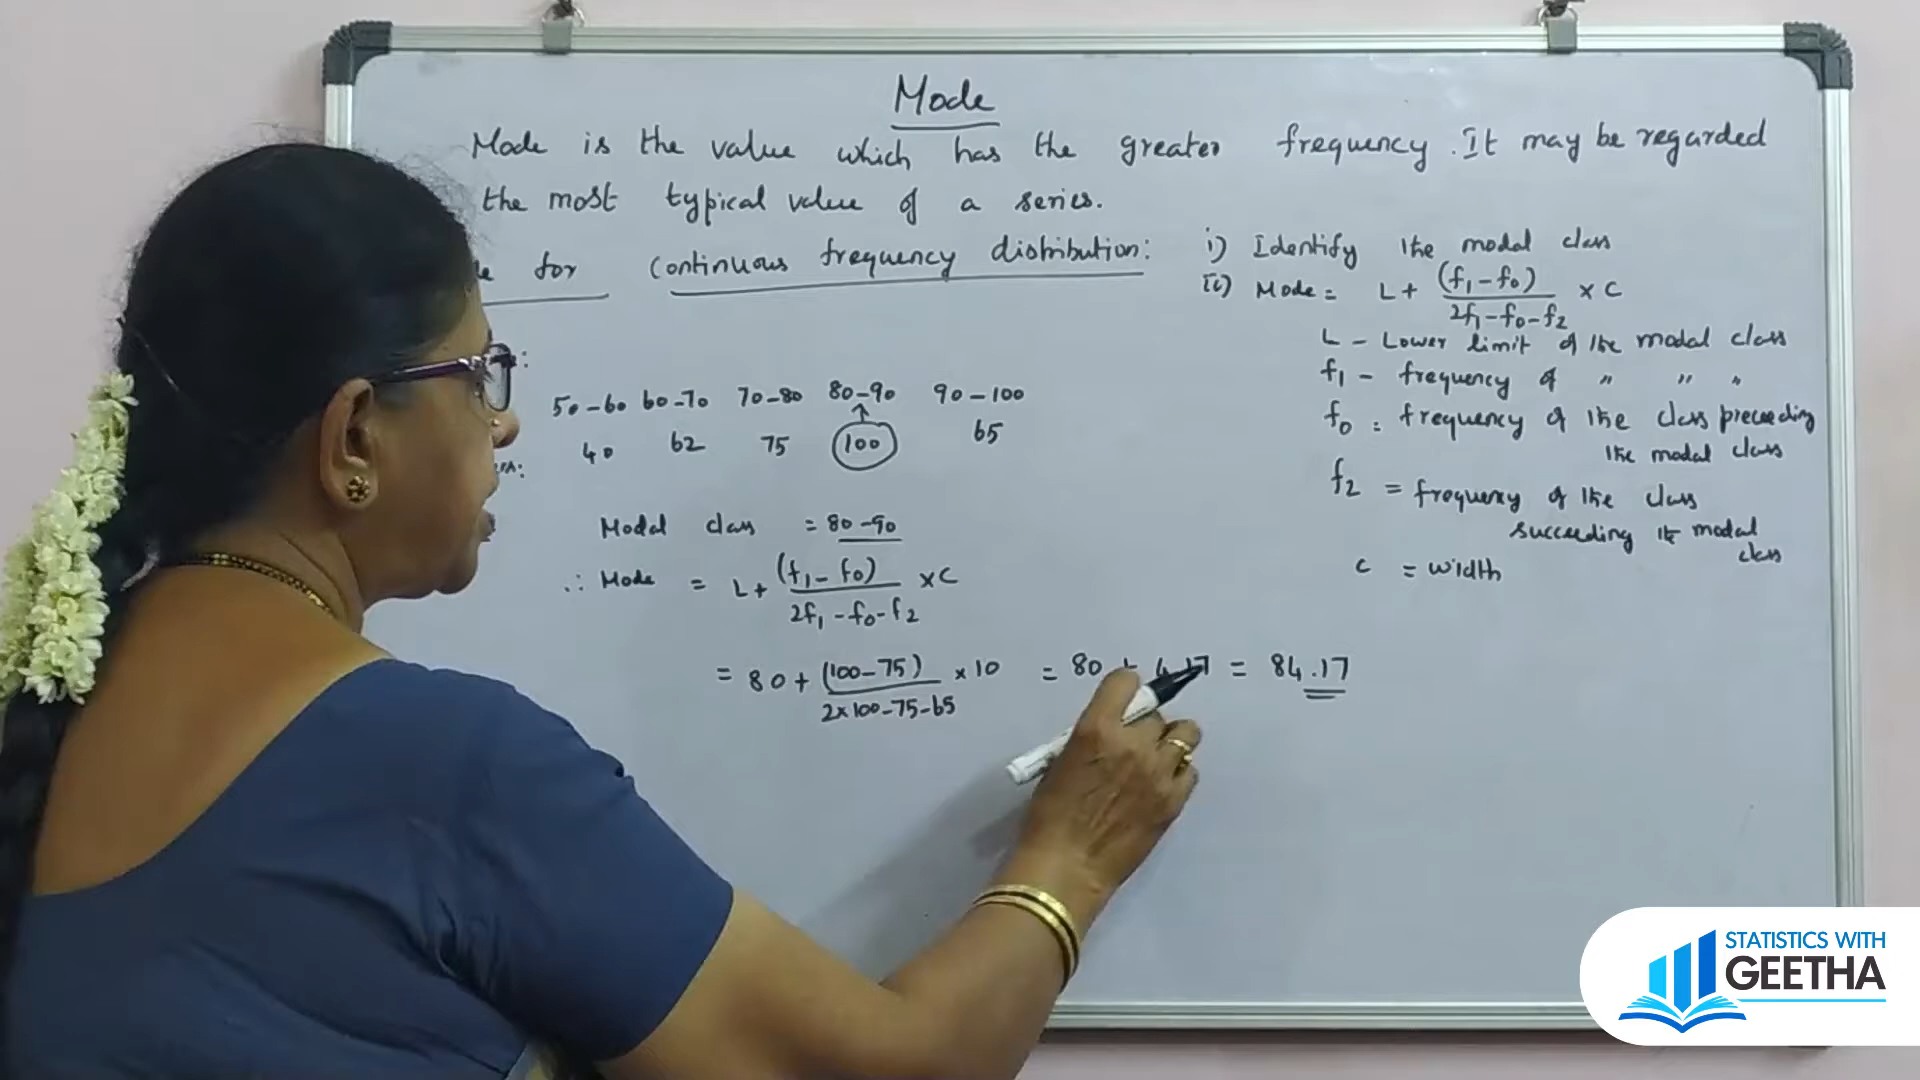 Mode
Mode is the value which has the greater frequency. It may be regarded
the most typical value of a series.
for continuous frequency distribution:
i) Identify the modal class
ii) Mode = L + (f1 - f0) / 2f1 - f0 - f2 × C
L - Lower limit of the modal class
f1 - frequency of " " "
f0 = frequency of the class preceeding
the modal class
f2 = frequency of the class
succeeding the modal
class
c = width
:
50-60 60-70 70-80 80-90 90-100
40 62 75 100 65
Modal class = 80-90
∴ Mode = L + (f1 - f0) / 2f1 - f0 - f2 × C
= 80 + (100-75) / 2×100-75-65 × 10 = 80 + 4.17 = 84.17
STATISTICS WITH
GEETHA